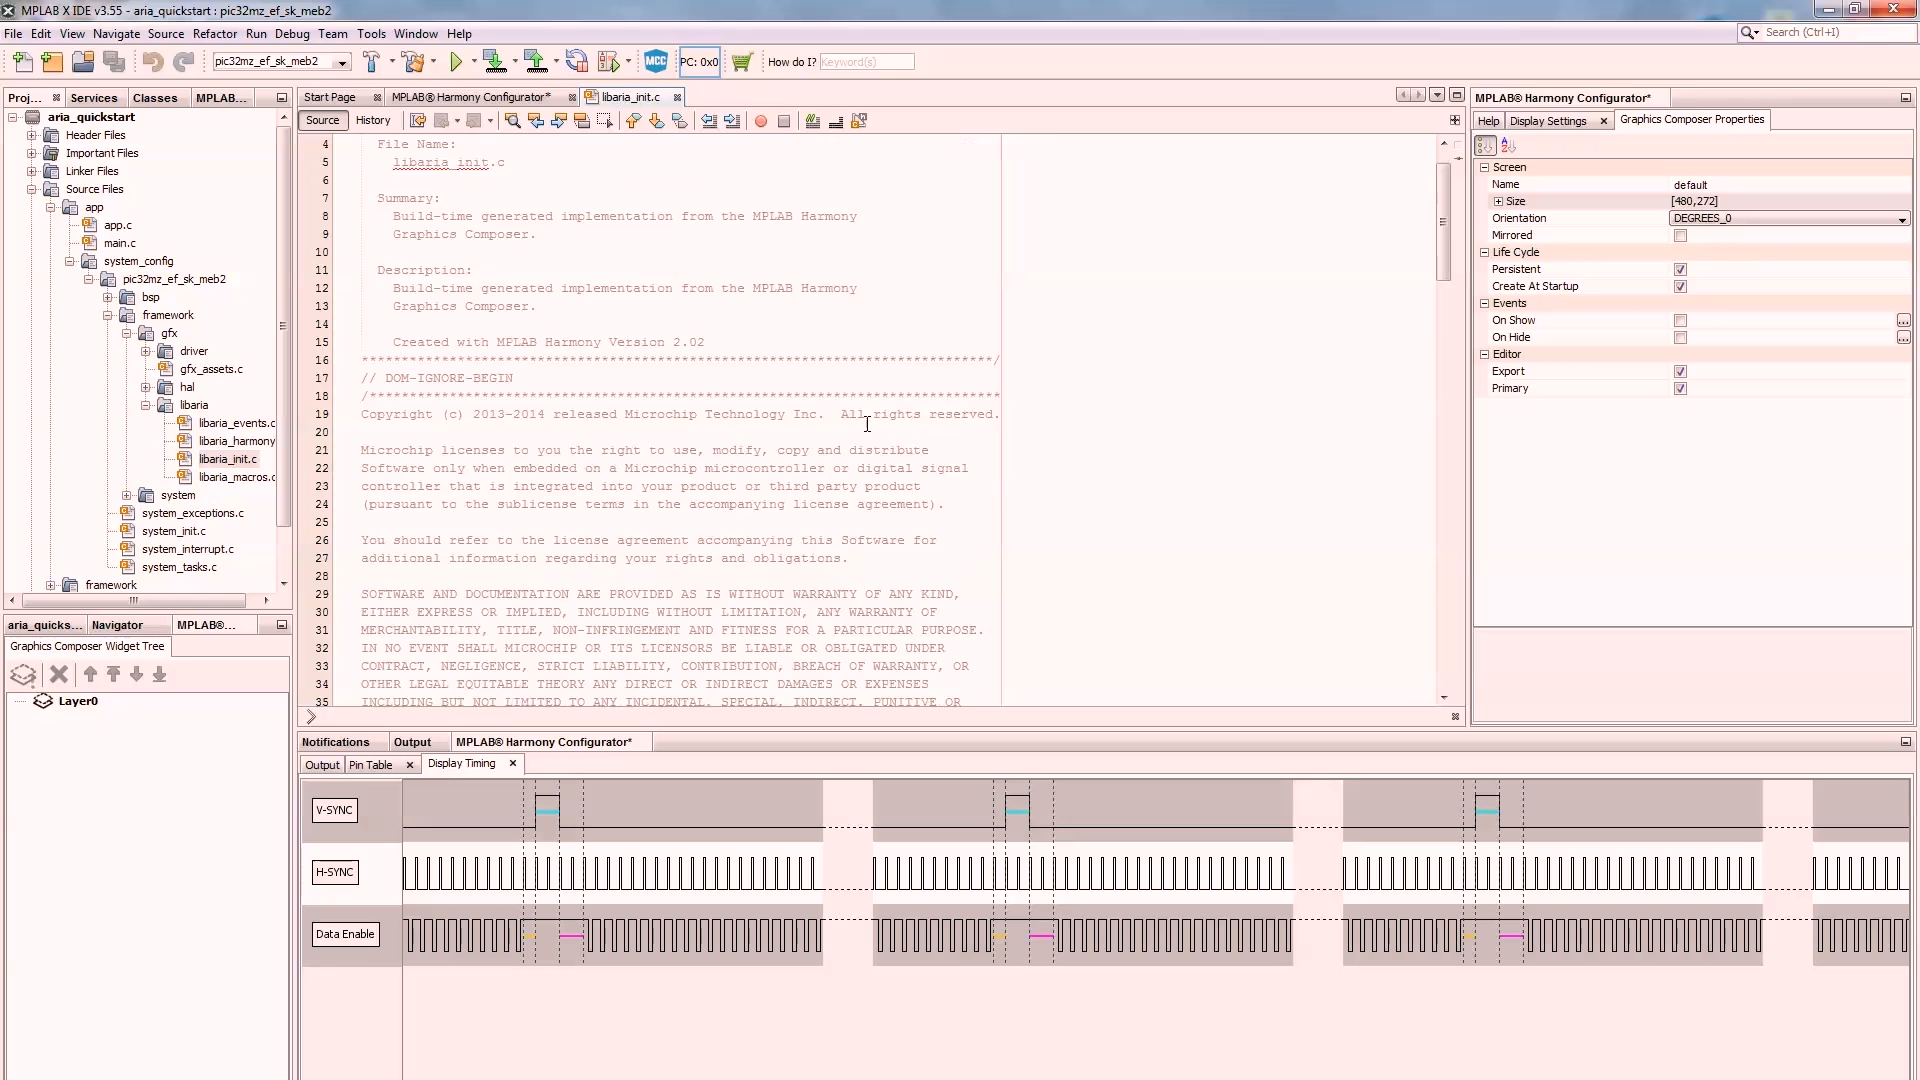 MPLAB X IDE v3.55 - aria_quickstart : pic32mz_ef_sk_meb2
File Edit View Navigate Source Refactor Run Debug Team Tools Window Help
Search (Ctrl+I)
pic32mz_ef_sk_meb2
MCC
PC: 0x0
How do I? Keyword(s)
Proj... Services Classes MPLAB...
aria_quickstart
Header Files
Important Files
Linker Files
Source Files
app
app.c
main.c
system_config
pic32mz_ef_sk_meb2
bsp
framework
gfx
driver
gfx_assets.c
hal
libaria
libaria_events.c
libaria_harmony
libaria_init.c
libaria_macros.c
system
system_exceptions.c
system_init.c
system_interrupt.c
system_tasks.c
framework
aria_quicks... Navigator MPLAB®...
Graphics Composer Widget Tree
Layer0
Start Page MPLAB® Harmony Configurator* libaria_init.c
Source History
4 File Name:
5 libaria_init.c
6
7 Summary:
8 Build-time generated implementation from the MPLAB Harmony
9 Graphics Composer.
10
11 Description:
12 Build-time generated implementation from the MPLAB Harmony
13 Graphics Composer.
14
15 Created with MPLAB Harmony Version 2.02
16 *******************************************************************************/
17 // DOM-IGNORE-BEGIN
18 /*******************************************************************************
19 Copyright (c) 2013-2014 released Microchip Technology Inc.  All rights reserved.
20
21 Microchip licenses to you the right to use, modify, copy and distribute
22 Software only when embedded on a Microchip microcontroller or digital signal
23 controller that is integrated into your product or third party product
24 (pursuant to the sublicense terms in the accompanying license agreement).
25
26 You should refer to the license agreement accompanying this Software for
27 additional information regarding your rights and obligations.
28
29 SOFTWARE AND DOCUMENTATION ARE PROVIDED AS IS WITHOUT WARRANTY OF ANY KIND,
30 EITHER EXPRESS OR IMPLIED, INCLUDING WITHOUT LIMITATION, ANY WARRANTY OF
31 MERCHANTABILITY, TITLE, NON-INFRINGEMENT AND FITNESS FOR A PARTICULAR PURPOSE.
32 IN NO EVENT SHALL MICROCHIP OR ITS LICENSORS BE LIABLE OR OBLIGATED UNDER
33 CONTRACT, NEGLIGENCE, STRICT LIABILITY, CONTRIBUTION, BREACH OF WARRANTY, OR
34 OTHER LEGAL EQUITABLE THEORY ANY DIRECT OR INDIRECT DAMAGES OR EXPENSES
35 INCLUDING BUT NOT LIMITED TO ANY INCIDENTAL, SPECIAL, INDIRECT, PUNITIVE OR
MPLAB® Harmony Configurator*
Help Display Settings Graphics Composer Properties
Screen
Name default
Size [480,272]
Orientation DEGREES_0
Mirrored
Life Cycle
Persistent
Create At Startup
Events
On Show ...
On Hide ...
Editor
Export
Primary
Notifications Output MPLAB® Harmony Configurator*
Output Pin Table Display Timing
V-SYNC
H-SYNC
Data Enable